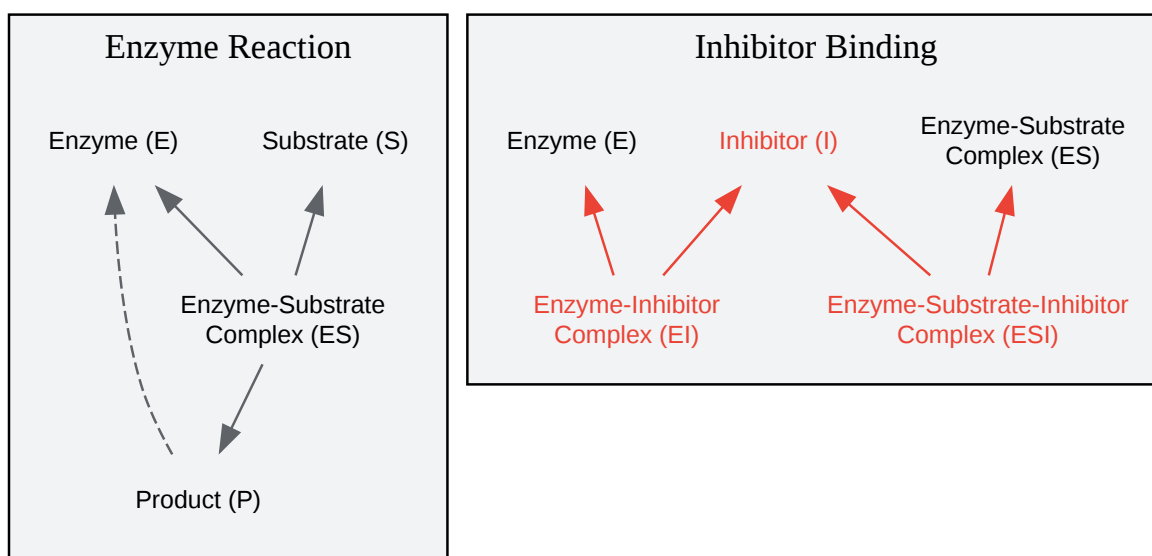 Enzyme Reaction
Enzyme (E)
Substrate (S)
Enzyme-Substrate
Complex (ES)
Product (P)
Inhibitor Binding
Enzyme (E)
Inhibitor (I)
Enzyme-Substrate
Complex (ES)
Enzyme-Inhibitor
Complex (EI)
Enzyme-Substrate-Inhibitor
Complex (ESI)